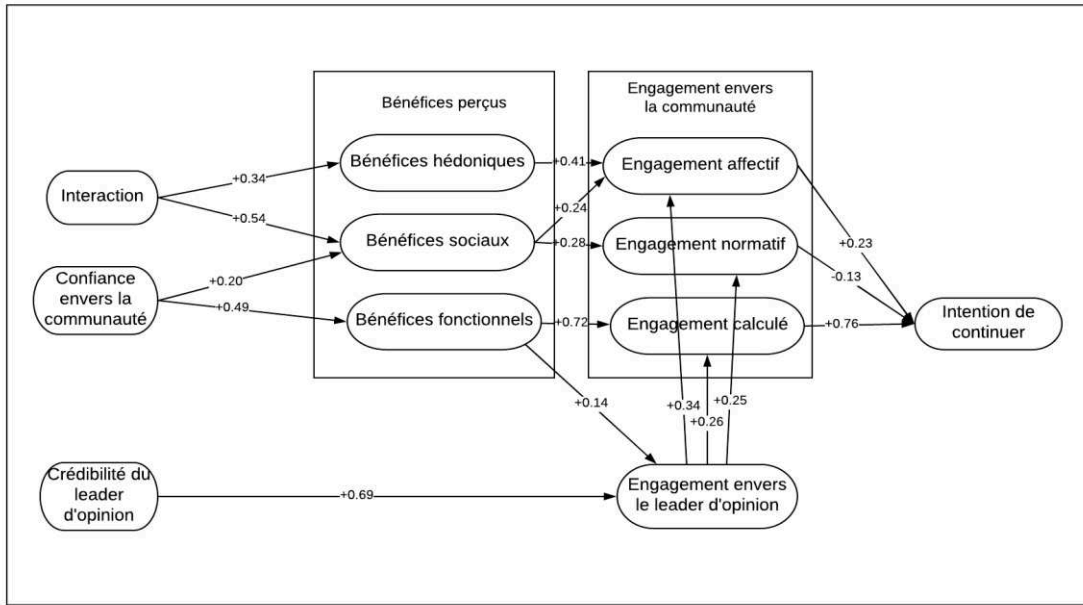 Bénéfices perçus
Engagement envers
la communauté
Interaction
Confiance
envers la
communauté
Crédibilité du
leader
d'opinion
Bénéfices hédoniques
Bénéfices sociaux
Bénéfices fonctionnels
Engagement affectif
Engagement normatif
Engagement calculé
Engagement envers
le leader d'opinion
Intention de
continuer
+0.34
+0.54
+0.20
+0.49
+0.69
+0.41
+0.24
+0.28
+0.72
+0.14
+0.34
+0.26
+0.25
+0.23
-0.13
+0.76